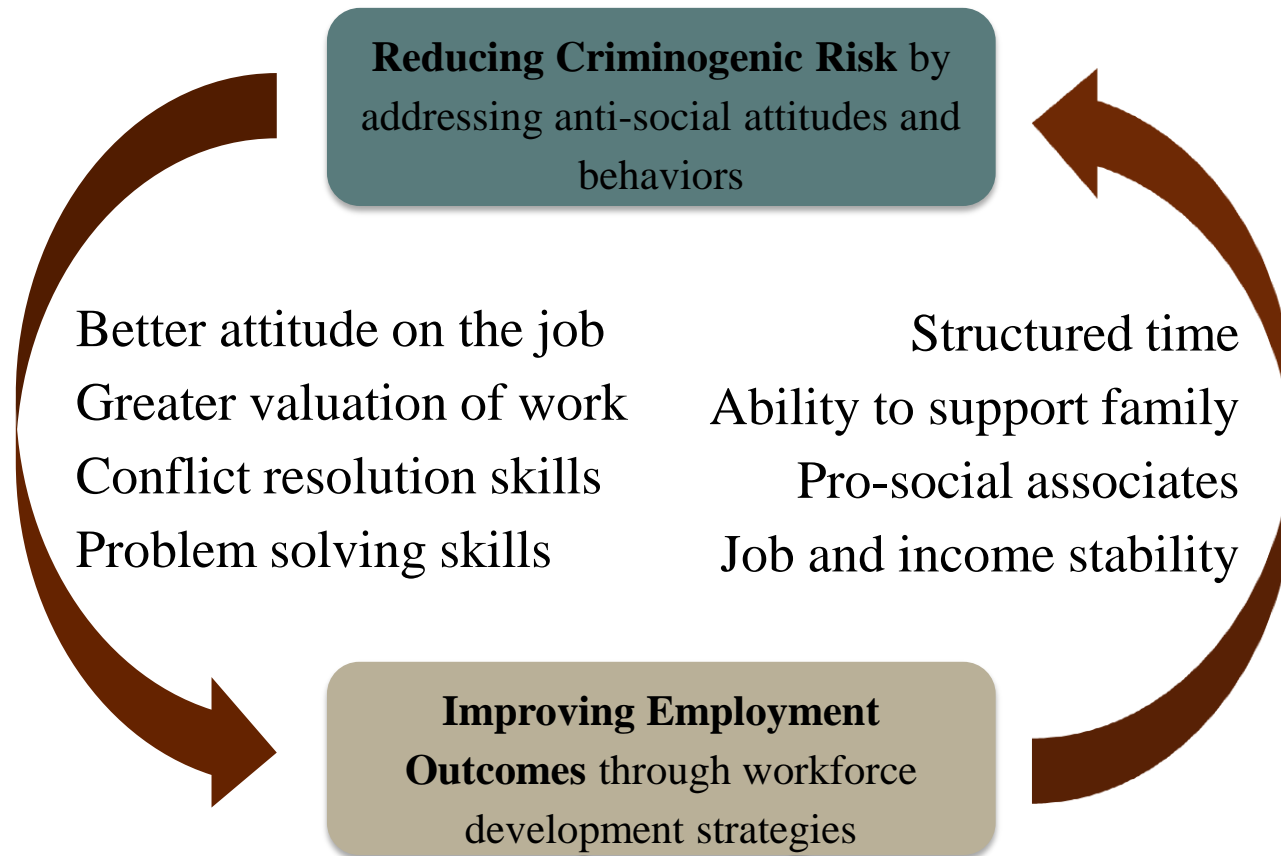 Reducing Criminogenic Risk by
addressing anti-social attitudes and
behaviors
Better attitude on the job
Greater valuation of work
Conflict resolution skills
Problem solving skills
Structured time
Ability to support family
Pro-social associates
Job and income stability
Improving Employment
Outcomes through workforce
development strategies